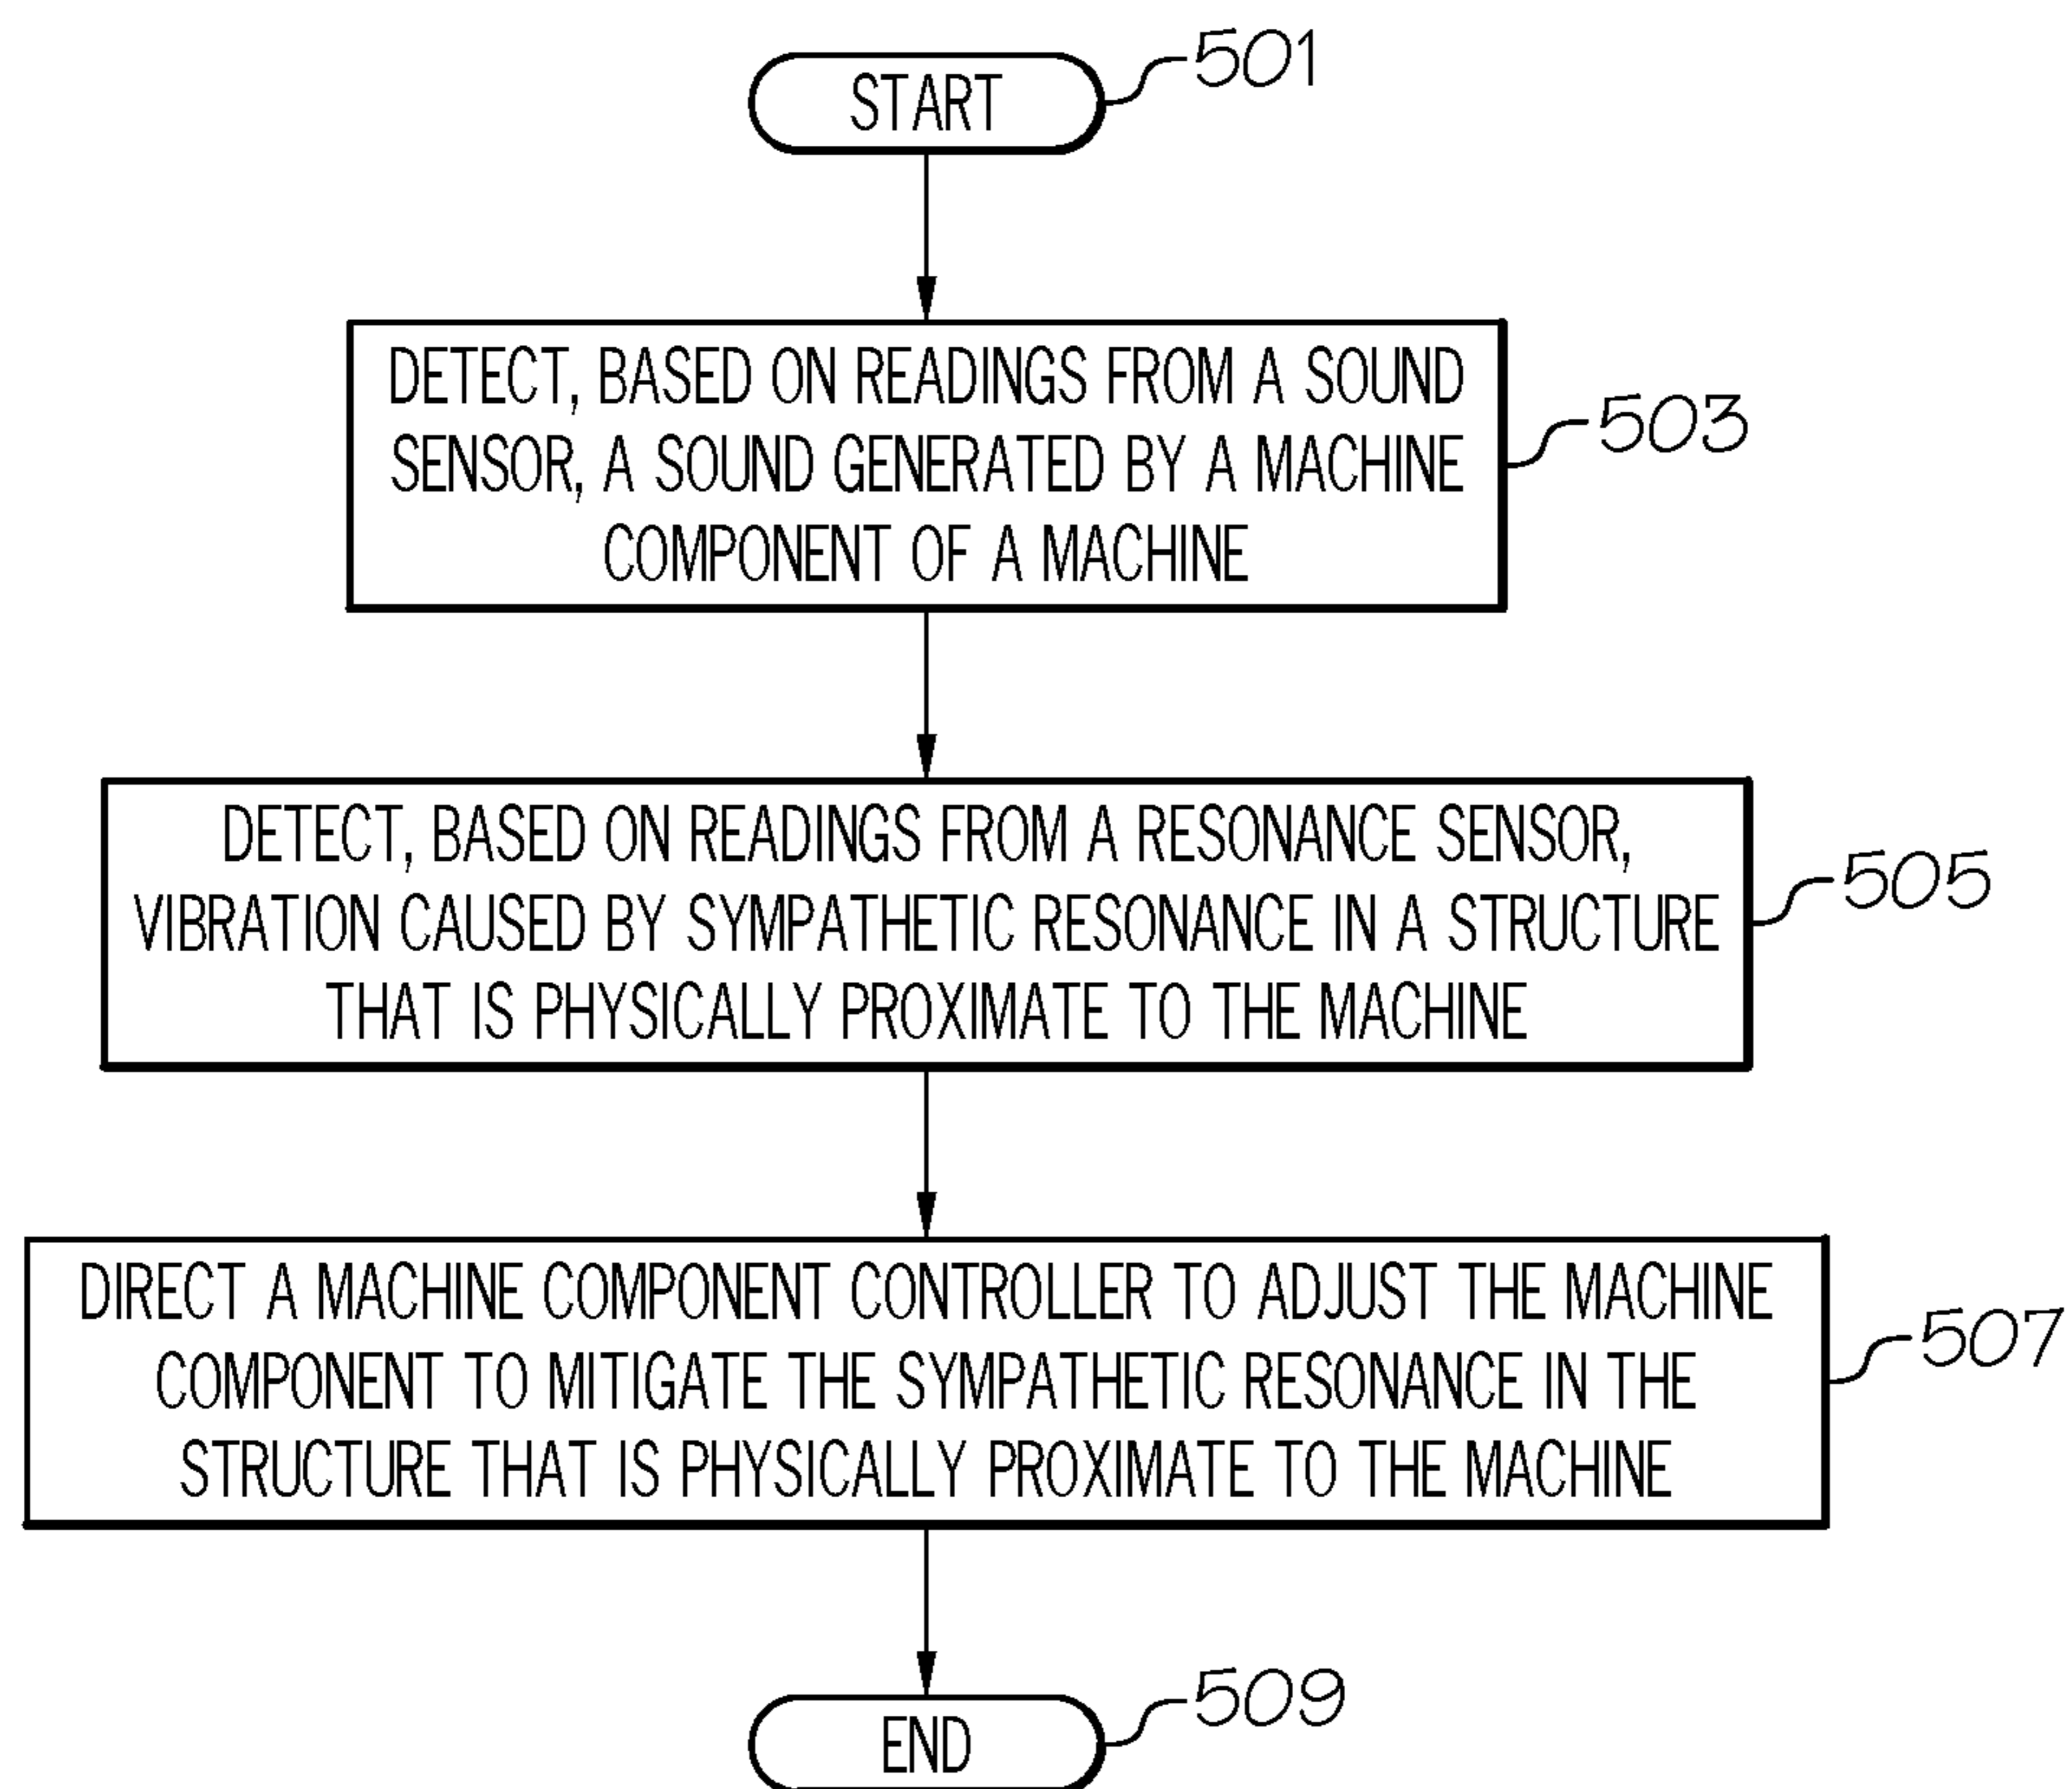 START
501
DETECT, BASED ON READINGS FROM A SOUND
SENSOR, A SOUND GENERATED BY A MACHINE
COMPONENT OF A MACHINE
503
DETECT, BASED ON READINGS FROM A RESONANCE SENSOR,
VIBRATION CAUSED BY SYMPATHETIC RESONANCE IN A STRUCTURE
THAT IS PHYSICALLY PROXIMATE TO THE MACHINE
505
DIRECT A MACHINE COMPONENT CONTROLLER TO ADJUST THE MACHINE
COMPONENT TO MITIGATE THE SYMPATHETIC RESONANCE IN THE
STRUCTURE THAT IS PHYSICALLY PROXIMATE TO THE MACHINE
507
END
509